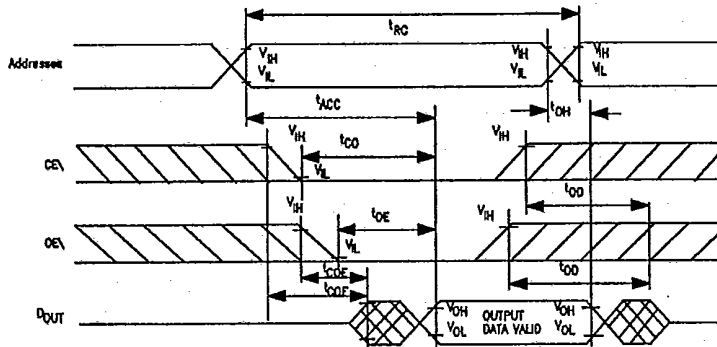 tRC
Addresses
VIH
VIL
VIH
VIL
VIH
VIL
tACC
tOH
CE\
VIH
tCO
VIL
VIH
tOD
OE\
VIH
tOE
VIL
VIH
tCOE
tOD
tCOE
DOUT
VOH
VOL
OUTPUT
DATA VALID
VOH
VOL